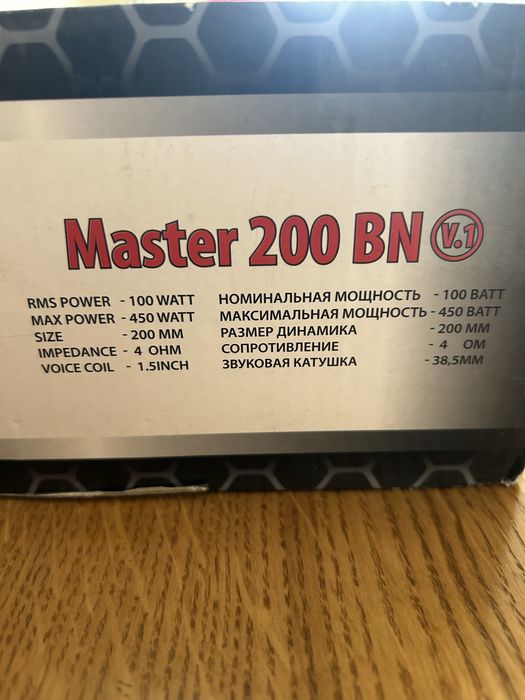 Master 200 BN V.1
RMS POWER - 100 WATT
MAX POWER - 450 WATT
SIZE - 200 MM
IMPEDANCE - 4 OHM
VOICE COIL - 1.5INCH
НОМИНАЛЬНАЯ МОЩНОСТЬ - 100 ВАТТ
МАКСИМАЛЬНАЯ МОЩНОСТЬ - 450 ВАТТ
РАЗМЕР ДИНАМИКА - 200 ММ
СОПРОТИВЛЕНИЕ - 4 ОМ
ЗВУКОВАЯ КАТУШКА - 38,5ММ